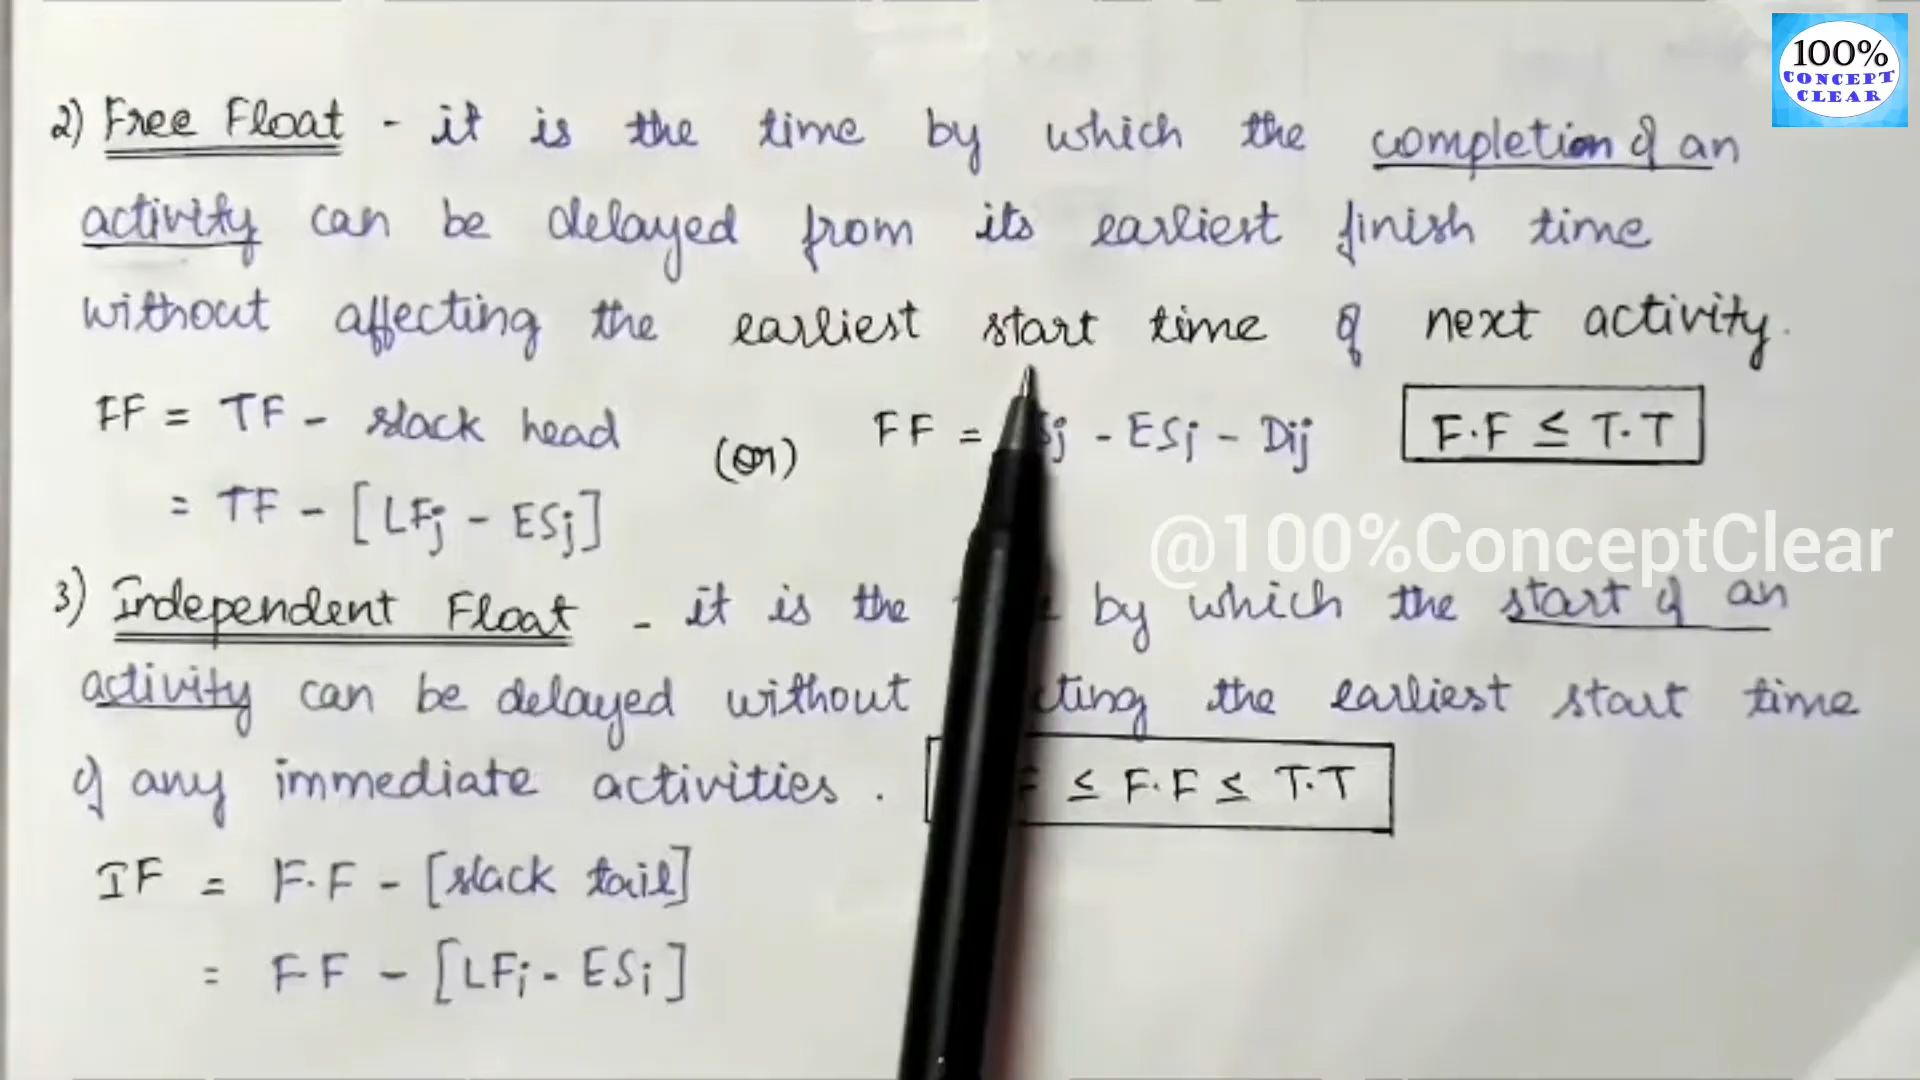 100%
CONCEPT
CLEAR
2) Free Float - it is the time by which the completion of an
activity can be delayed from its earliest finish time
without affecting the earliest start time of next activity.
FF = TF - slack head (or) FF = Sj - ESi - Dij F.F ≤ T.T
= TF - [LFj - ESj]
@100%ConceptClear
3) Independent Float - it is the by which the start of an
activity can be delayed without the earliest start time
of any immediate activities. ≤ F.F ≤ T.T
IF = F.F - [slack tail]
= FF - [LFi - ESi]